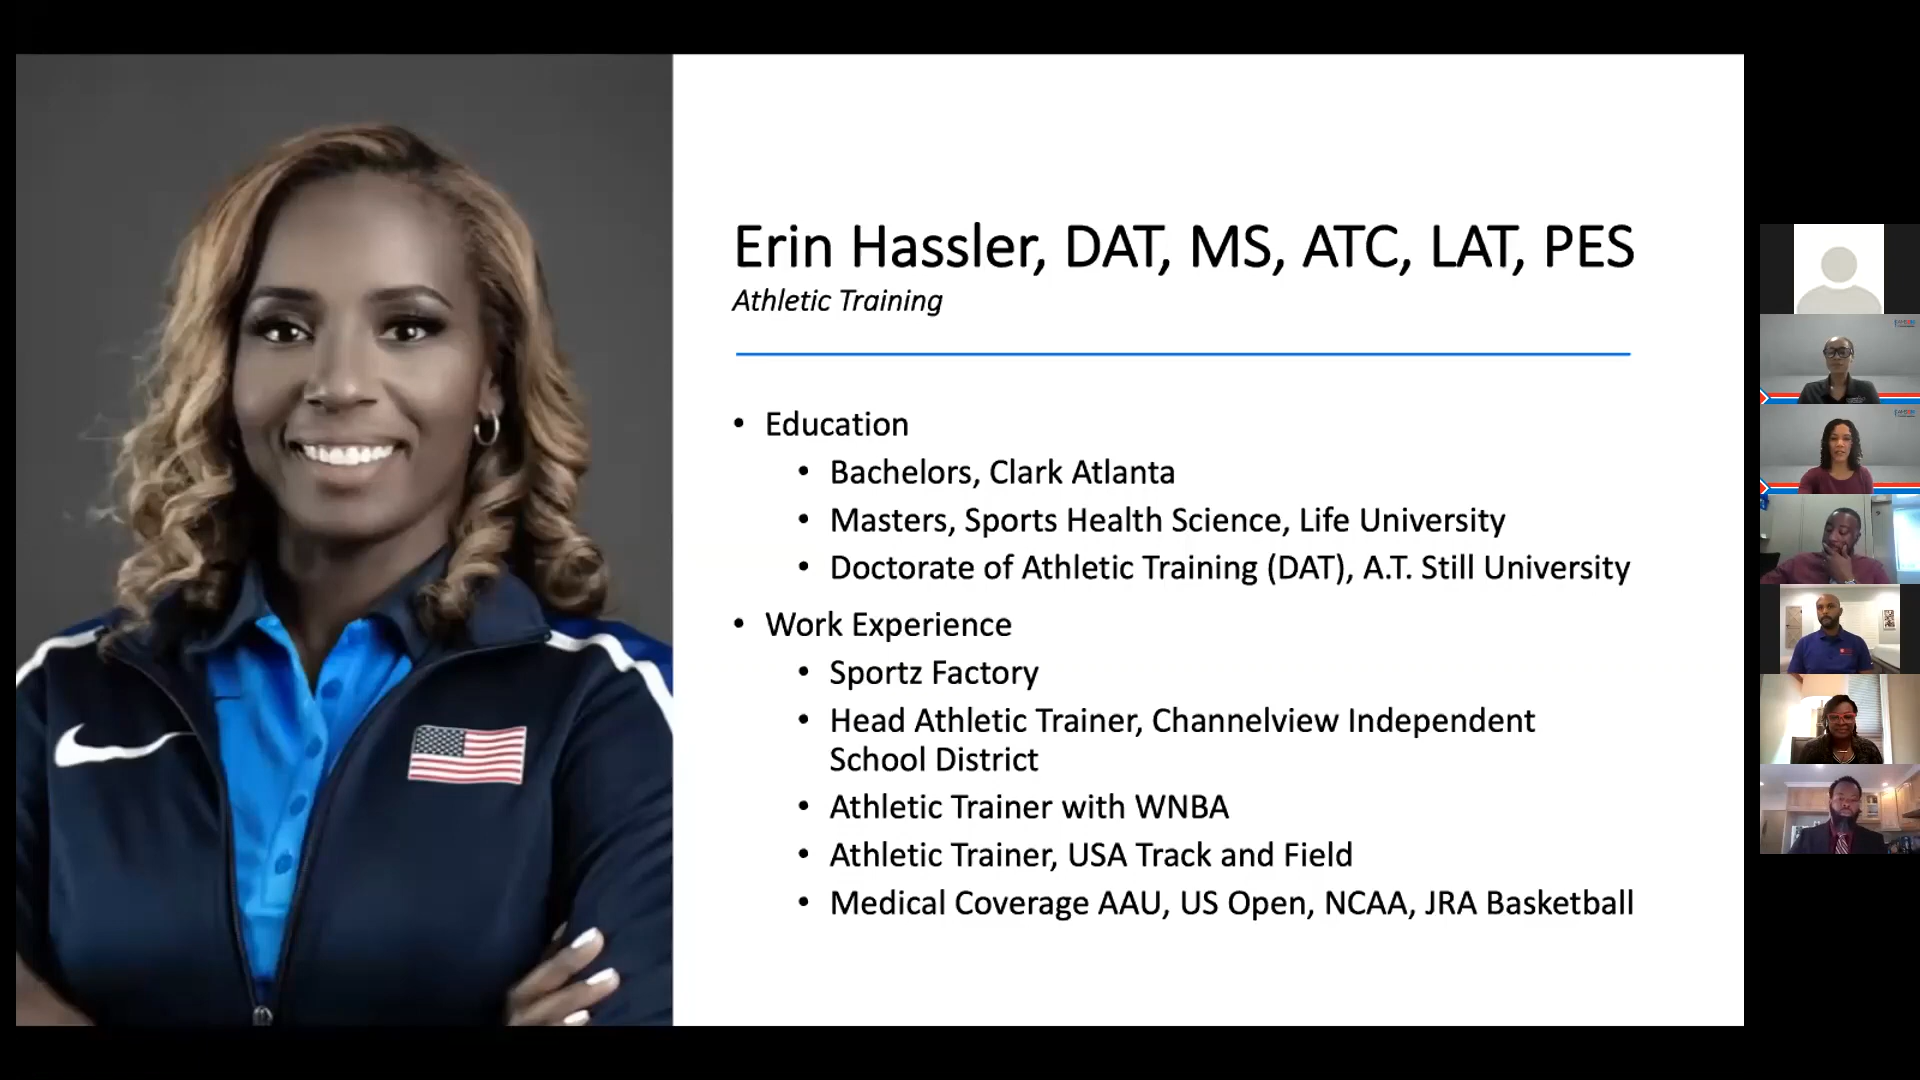 Erin Hassler, DAT, MS, ATC, LAT, PES
Athletic Training
• Education
• Bachelors, Clark Atlanta
• Masters, Sports Health Science, Life University
• Doctorate of Athletic Training (DAT), A.T. Still University
• Work Experience
• Sportz Factory
• Head Athletic Trainer, Channelview Independent
School District
• Athletic Trainer with WNBA
• Athletic Trainer, USA Track and Field
• Medical Coverage AAU, US Open, NCAA, JRA Basketball